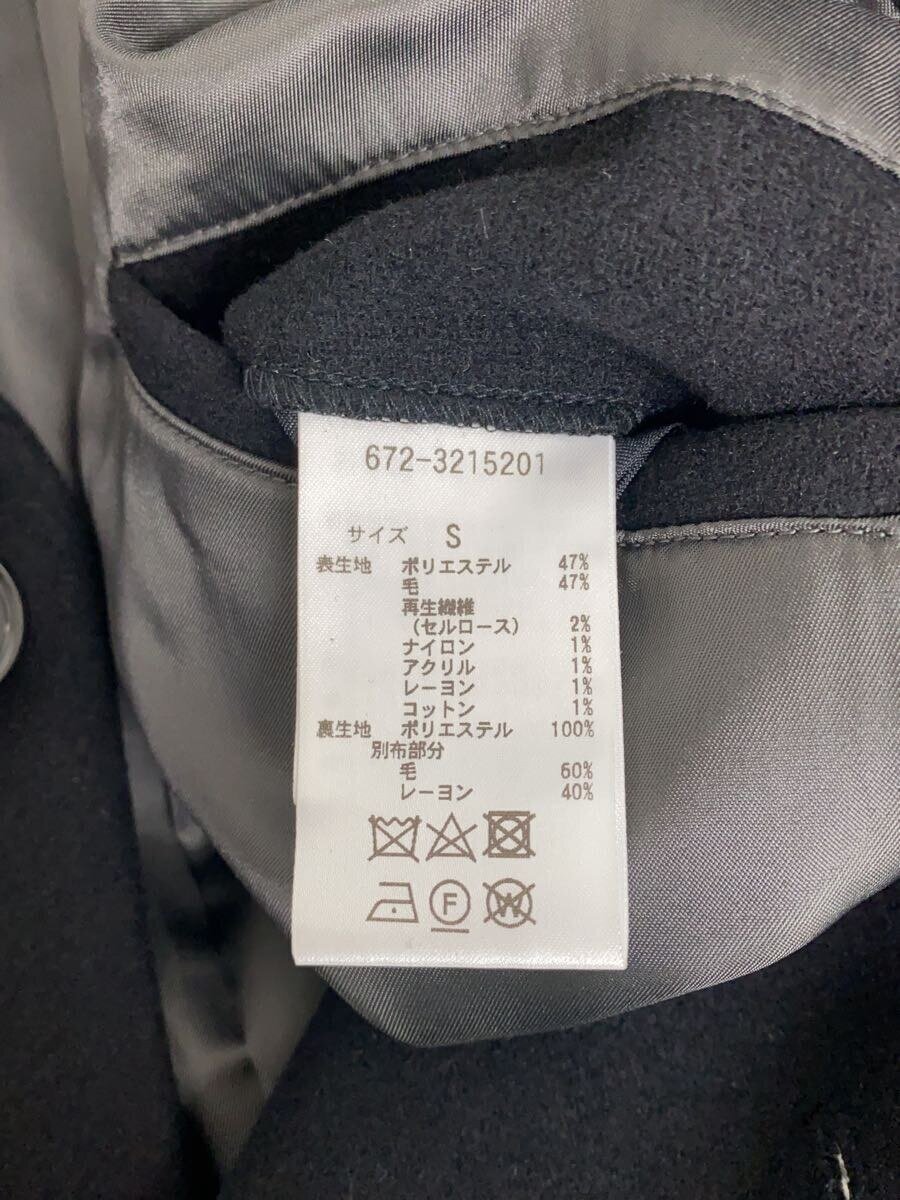 672-3215201
サイズ S
表生地 ポリエステル 47%
毛 47%
再生繊維
(セルロース) 2%
ナイロン 1%
アクリル 1%
レーヨン 1%
コットン 1%
裏生地 ポリエステル 100%
別布部分
毛 60%
レーヨン 40%
F W